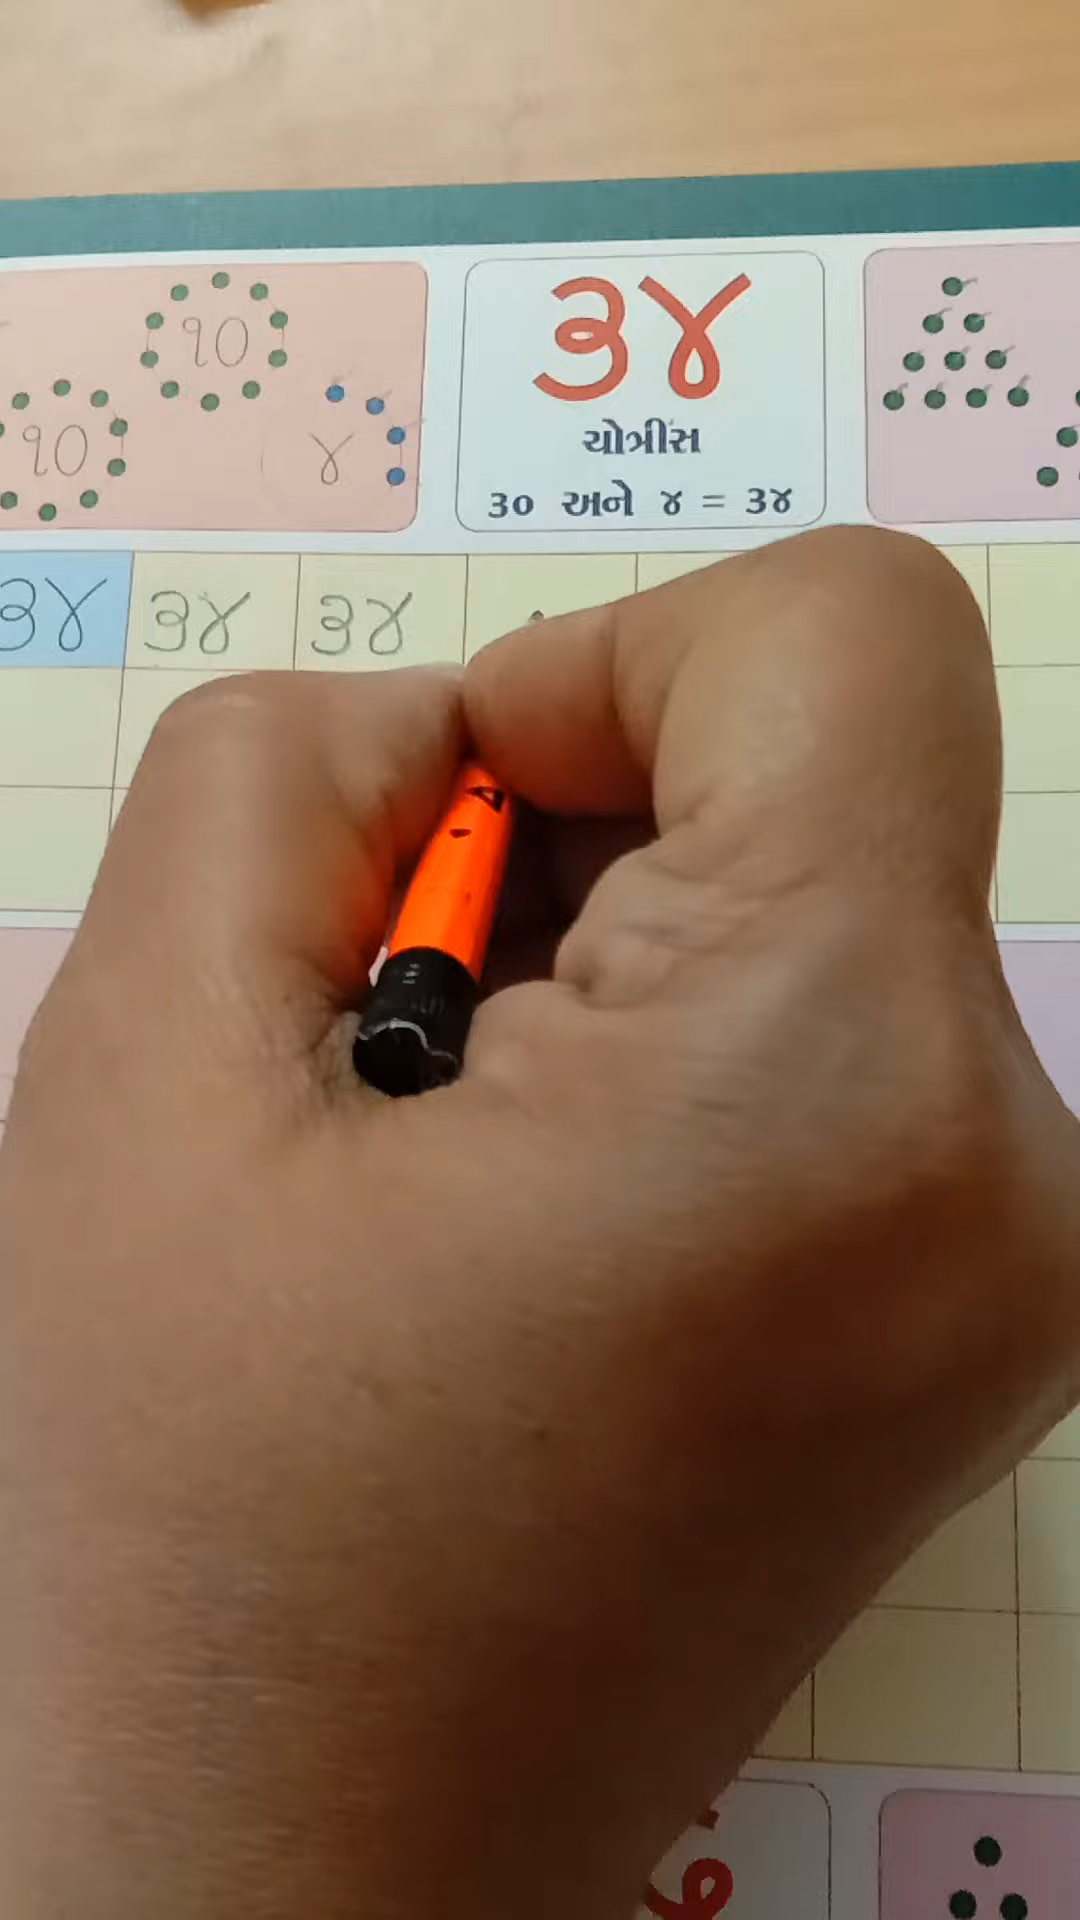 ૧૦
૧૦ ૪
૩૪
ચોત્રીસ
૩૦ અને ૪ = ૩૪
૩૪ ૩૪ ૩૪